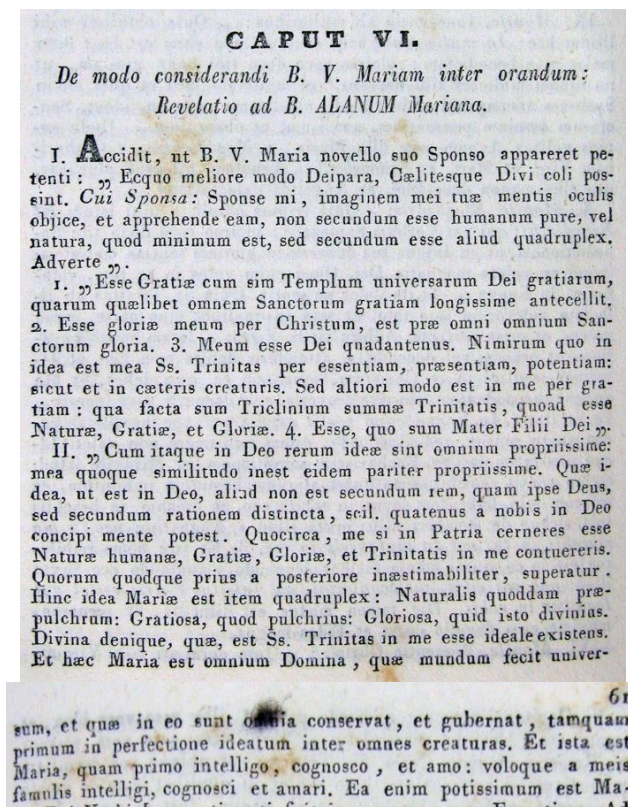 CAPUT VI.
De modo considerandi B. V. Mariam inter orandum:
Revelatio ad B. ALANUM Mariana.
I. Accidit, ut B. V. Maria novello suo Sponso appareret pe-
tenti: „ Ecquo meliore modo Deipara, Cælitesque Divi coli pos-
sint. Cui Sponsa: Sponse mi, imaginem mei tuæ mentis oculis
objice, et apprehende eam, non secundum esse humanum pure, vel
natura, quod minimum est, sed secundum esse aliud quadruplex.
Adverte „.
1. „Esse Gratiæ cum sim Templum universarum Dei gratiarum,
quarum quælibet omnem Sanctorum gratiam longissime antecellit.
2. Esse gloriæ meum per Christum, est præ omni omnium San-
ctorum gloria. 3. Meum esse Dei quadantenus. Nimirum quo in
idea est mea Ss. Trinitas per essentiam, præsentiam, potentiam:
sicut et in cæteris creaturis. Sed altiori modo est in me per gra-
tiam: qua facta sum Triclinium summæ Trinitatis, quoad esse
Naturæ, Gratiæ, et Gloriæ. 4. Esse, quo sum Mater Filii Dei „.
II. „ Cum itaque in Deo rerum ideæ sint omnium propriissime:
mea quoque similitudo inest eidem pariter propriissime. Quæ i-
dea, ut est in Deo, aliud non est secundum rem, quam ipse Deus,
sed secundum rationem distincta, scil. quatenus a nobis in Deo
concipi mente potest. Quocirca, me si in Patria cerneres esse
Naturæ humanæ, Gratiæ, Gloriæ, et Trinitatis in me contuereris.
Quorum quodque prius a posteriore inæstimabiliter, superatur.
Hinc idea Mariæ est item quadruplex: Naturalis quoddam præ-
pulchrum: Gratiosa, quod pulchrius: Gloriosa, quid isto divinius.
Divina denique, quæ, est Ss. Trinitas in me esse ideale existens.
Et hæc Maria est omnium Domina, quæ mundum fecit univer-
61
sum, et quæ in eo sunt omnia conservat, et gubernat, tamquam
primum in perfectione ideatum inter omnes creaturas. Et ista est
Maria, quam primo intelligo, cognosco, et amo: voloque a meis
famulis intelligi, cognosci et amari. Ea enim potissimum est Ma-